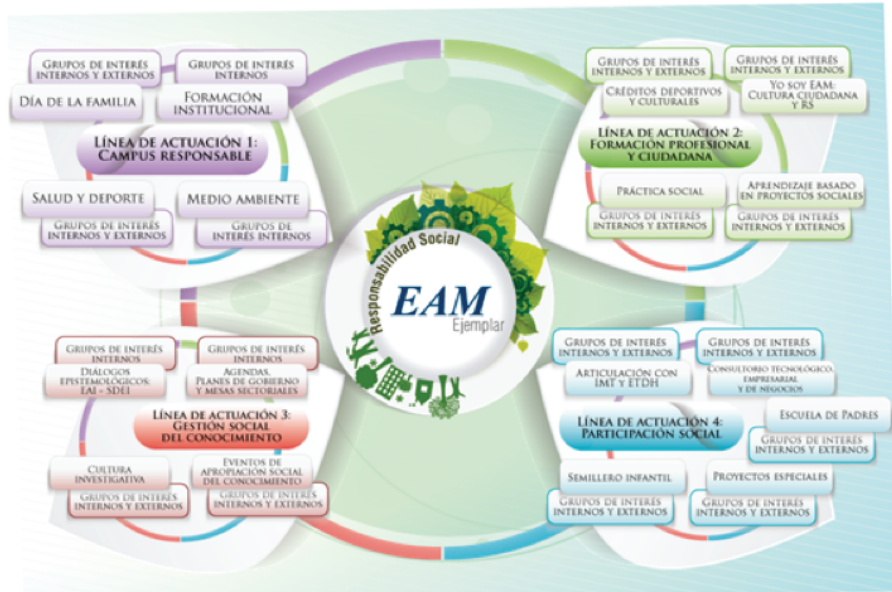 GRUPOS DE INTERÉS
INTERNOS Y EXTERNOS
GRUPOS DE INTERÉS
INTERNOS
DÍA DE LA FAMILIA
FORMACIÓN
INSTITUCIONAL
LÍNEA DE ACTUACIÓN 1:
CAMPUS RESPONSABLE
SALUD Y DEPORTE
MEDIO AMBIENTE
GRUPOS DE INTERÉS
INTERNOS Y EXTERNOS
GRUPOS DE
INTERÉS INTERNOS
GRUPOS DE INTERÉS
INTERNOS Y EXTERNOS
GRUPOS DE INTERÉS
INTERNOS Y EXTERNOS
CRÉDITOS DEPORTIVOS
Y CULTURALES
YO SOY EAM:
CULTURA CIUDADANA
Y RS
LÍNEA DE ACTUACIÓN 2:
FORMACIÓN PROFESIONAL
Y CIUDADANA
PRÁCTICA SOCIAL
APRENDIZAJE BASADO
EN PROYECTOS SOCIALES
GRUPOS DE INTERÉS
INTERNOS Y EXTERNOS
GRUPOS DE INTERÉS
INTERNOS Y EXTERNOS
Responsabilidad Social
EAM
Ejemplar
GRUPOS DE INTERÉS
INTERNOS
GRUPOS DE INTERÉS
INTERNOS
DIÁLOGOS
EPISTEMOLÓGICOS:
EAI - SDEI
AGENDAS,
PLANES DE GOBIERNO
Y MESAS SECTORIALES
LÍNEA DE ACTUACIÓN 3:
GESTIÓN SOCIAL
DEL CONOCIMIENTO
CULTURA
INVESTIGATIVA
EVENTOS DE
APROPIACIÓN SOCIAL
DEL CONOCIMIENTO
GRUPOS DE INTERÉS
INTERNOS Y EXTERNOS
GRUPOS DE INTERÉS
INTERNOS Y EXTERNOS
GRUPOS DE INTERÉS
INTERNOS Y EXTERNOS
GRUPOS DE INTERÉS
INTERNOS Y EXTERNOS
ARTICULACIÓN CON
IMT Y ETDH
CONSULTORIO TECNOLÓGICO,
EMPRESARIAL
Y DE NEGOCIOS
LÍNEA DE ACTUACIÓN 4:
PARTICIPACIÓN SOCIAL
ESCUELA DE PADRES
GRUPOS DE INTERÉS
INTERNOS Y EXTERNOS
SEMILLERO INFANTIL
PROYECTOS ESPECIALES
GRUPOS DE INTERÉS
INTERNOS Y EXTERNOS
GRUPOS DE INTERÉS
INTERNOS Y EXTERNOS